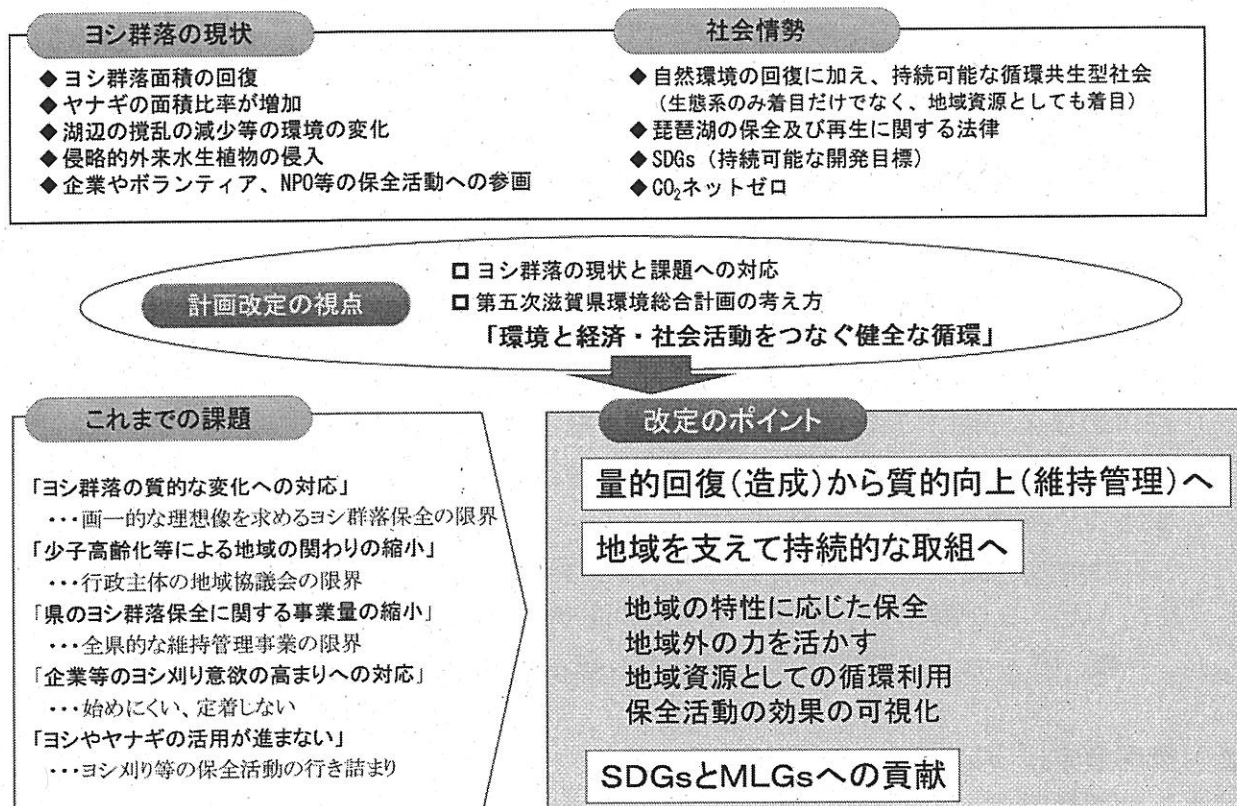 ヨシ群落の現状
◆ヨシ群落面積の回復
◆ヤナギの面積比率が増加
◆湖辺の撹乱の減少等の環境の変化
◆侵略的外来水生植物の侵入
◆企業やボランティア、NPO等の保全活動への参画
社会情勢
◆自然環境の回復に加え、持続可能な循環共生型社会
（生態系のみ着目だけでなく、地域資源としても着目）
◆琵琶湖の保全及び再生に関する法律
◆SDGs（持続可能な開発目標）
◆CO₂ネットゼロ
計画改定の視点
□ヨシ群落の現状と課題への対応
□第五次滋賀県環境総合計画の考え方
「環境と経済・社会活動をつなぐ健全な循環」
これまでの課題
「ヨシ群落の質的な変化への対応」
･･･画一的な理想像を求めるヨシ群落保全の限界
「少子高齢化等による地域の関わりの縮小」
･･･行政主体の地域協議会の限界
「県のヨシ群落保全に関する事業量の縮小」
･･･全県的な維持管理事業の限界
「企業等のヨシ刈り意欲の高まりへの対応」
･･･始めにくい、定着しない
「ヨシやヤナギの活用が進まない」
･･･ヨシ刈り等の保全活動の行き詰まり
改定のポイント
量的回復（造成）から質的向上（維持管理）へ
地域を支えて持続的な取組へ
地域の特性に応じた保全
地域外の力を活かす
地域資源としての循環利用
保全活動の効果の可視化
SDGsとMLGsへの貢献